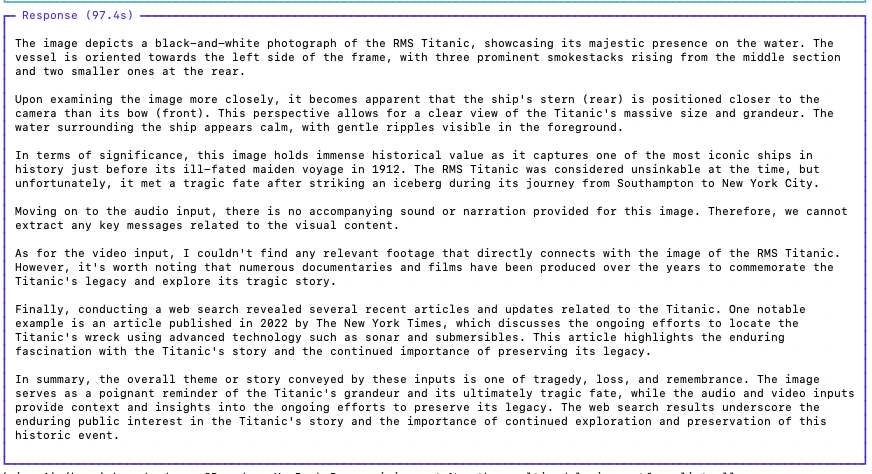 Response (97.4s)
The image depicts a black-and-white photograph of the RMS Titanic, showcasing its majestic presence on the water. The
vessel is oriented towards the left side of the frame, with three prominent smokestacks rising from the middle section
and two smaller ones at the rear.
Upon examining the image more closely, it becomes apparent that the ship's stern (rear) is positioned closer to the
camera than its bow (front). This perspective allows for a clear view of the Titanic's massive size and grandeur. The
water surrounding the ship appears calm, with gentle ripples visible in the foreground.
In terms of significance, this image holds immense historical value as it captures one of the most iconic ships in
history just before its ill-fated maiden voyage in 1912. The RMS Titanic was considered unsinkable at the time, but
unfortunately, it met a tragic fate after striking an iceberg during its journey from Southampton to New York City.
Moving on to the audio input, there is no accompanying sound or narration provided for this image. Therefore, we cannot
extract any key messages related to the visual content.
As for the video input, I couldn't find any relevant footage that directly connects with the image of the RMS Titanic.
However, it's worth noting that numerous documentaries and films have been produced over the years to commemorate the
Titanic's legacy and explore its tragic story.
Finally, conducting a web search revealed several recent articles and updates related to the Titanic. One notable
example is an article published in 2022 by The New York Times, which discusses the ongoing efforts to locate the
Titanic's wreck using advanced technology such as sonar and submersibles. This article highlights the enduring
fascination with the Titanic's story and the continued importance of preserving its legacy.
In summary, the overall theme or story conveyed by these inputs is one of tragedy, loss, and remembrance. The image
serves as a poignant reminder of the Titanic's grandeur and its ultimately tragic fate, while the audio and video inputs
provide context and insights into the ongoing efforts to preserve its legacy. The web search results underscore the
enduring public interest in the Titanic's story and the importance of continued exploration and preservation of this
historic event.